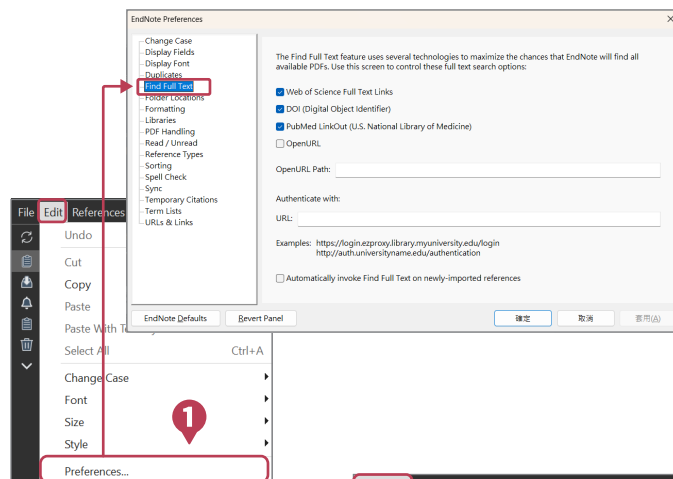 EndNote Preferences
Change Case
Display Fields
Display Font
Duplicates
Find Full Text
Folder Locations
Formatting
Libraries
PDF Handling
Read / Unread
Reference Types
Sorting
Spell Check
Sync
Temporary Citations
Term Lists
URLs & Links
The Find Full Text feature uses several technologies to maximize the chances that EndNote will find all
available PDFs. Use this screen to control these full text search options:
Web of Science Full Text Links
DOI (Digital Object Identifier)
PubMed LinkOut (U.S. National Library of Medicine)
OpenURL
OpenURL Path:
Authenticate with:
URL:
Examples: https://login.ezproxy.library.myuniversity.edu/login
http://auth.universityname.edu/authentication
Automatically invoke Find Full Text on newly-imported references
EndNote Defaults Revert Panel 確定 取消 套用(A)
File Edit References
Undo
Cut
Copy
Paste
Paste With
Select All Ctrl+A
Change Case
Font
Size
Style
1
Preferences...